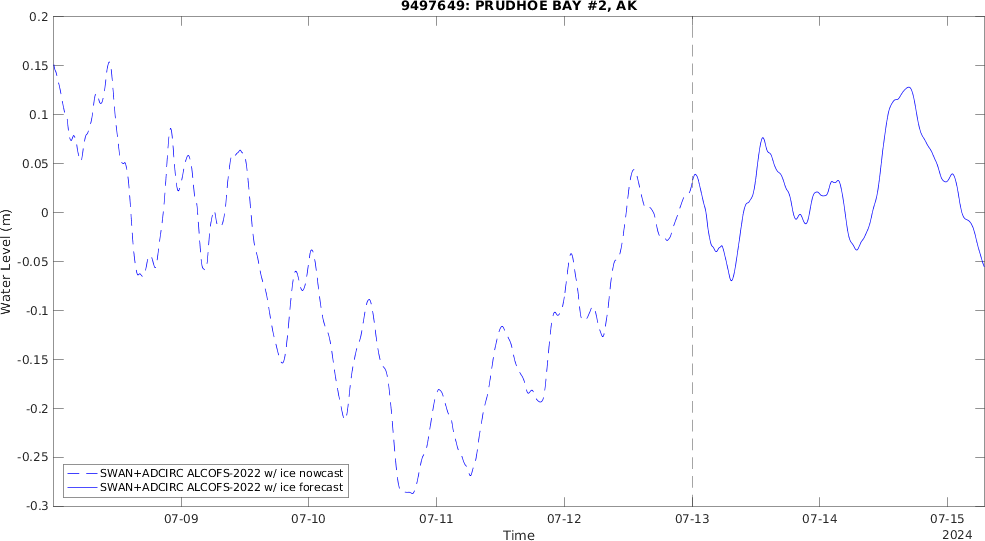 9497649: PRUDHOE BAY #2, AK
0.2
0.15
0.1
0.05
0
-0.05
-0.1
-0.15
-0.2
-0.25
-0.3
Water Level (m)
SWAN+ADCIRC ALCOFS-2022 w/ ice nowcast
SWAN+ADCIRC ALCOFS-2022 w/ ice forecast
07-09 07-10 07-11 07-12 07-13 07-14 07-15
Time
2024